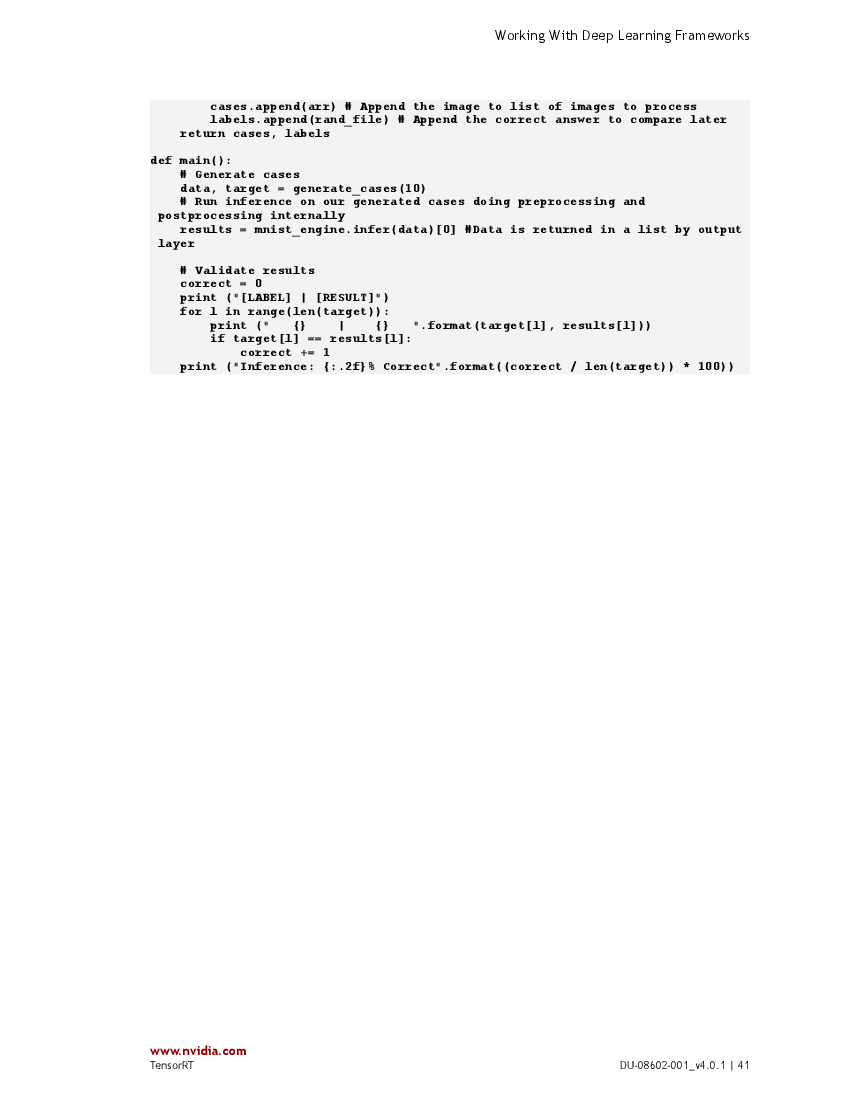 Working With Deep Learning Frameworks
        cases.append(arr) # Append the image to list of images to process
        labels.append(rand_file) # Append the correct answer to compare later
    return cases, labels
def main():
    # Generate cases
    data, target = generate_cases(10)
    # Run inference on our generated cases doing preprocessing and
 postprocessing internally
    results = mnist_engine.infer(data)[0] #Data is returned in a list by output
 layer
    # Validate results
    correct = 0
    print ("[LABEL] | [RESULT]")
    for l in range(len(target)):
        print ("   {}    |    {}   ".format(target[l], results[l]))
        if target[l] == results[l]:
            correct += 1
    print ("Inference: {:.2f}% Correct".format((correct / len(target)) * 100))
www.nvidia.com
TensorRT
DU-08602-001_v4.0.1 | 41